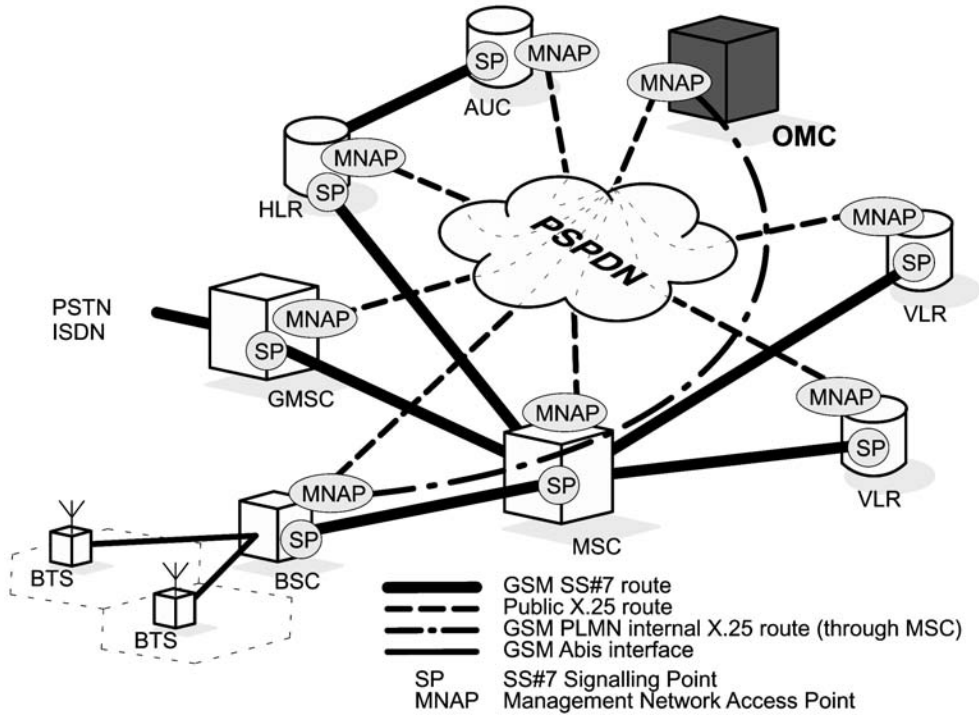 SP
MNAP
AUC
MNAP
OMC
MNAP
SP
HLR
MNAP
SP
VLR
PSPDN
PSTN
ISDN
MNAP
SP
GMSC
MNAP
SP
VLR
MNAP
SP
MSC
MNAP
SP
BSC
BTS
BTS
GSM SS#7 route
Public X.25 route
GSM PLMN internal X.25 route (through MSC)
GSM Abis interface
SP SS#7 Signalling Point
MNAP Management Network Access Point